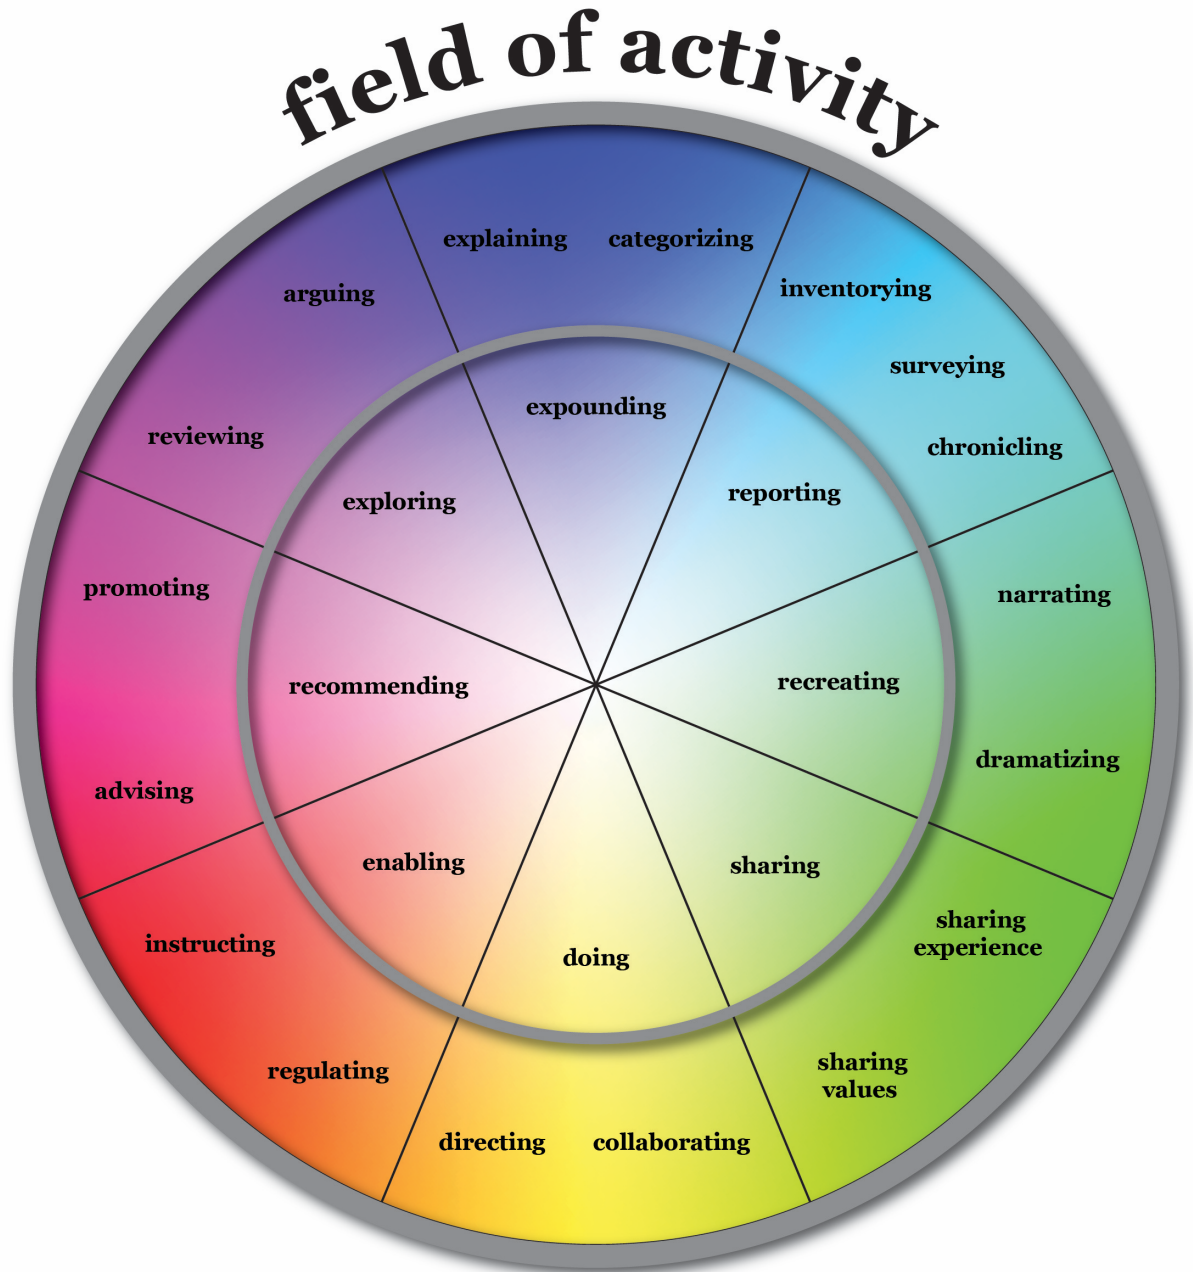 field of activity
explaining
categorizing
arguing
inventorying
surveying
reviewing
chronicling
expounding
exploring
reporting
promoting
narrating
recommending
recreating
advising
dramatizing
enabling
sharing
instructing
sharing
experience
doing
regulating
sharing
values
directing
collaborating